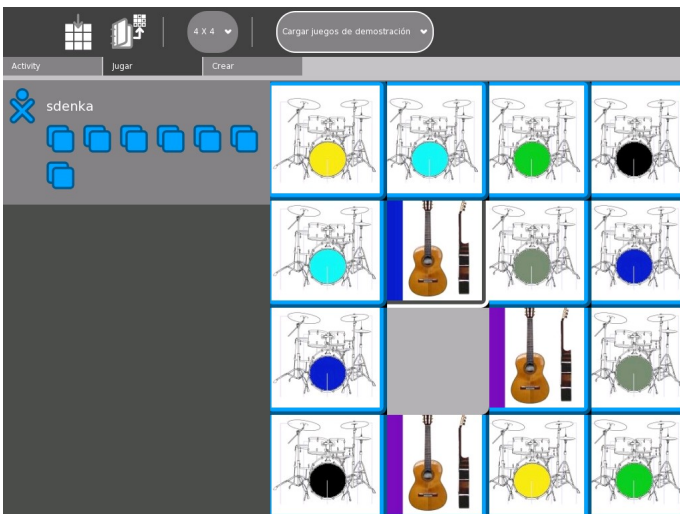 4 X 4
Cargar juegos de demostración
Activity
Jugar
Crear
sdenka